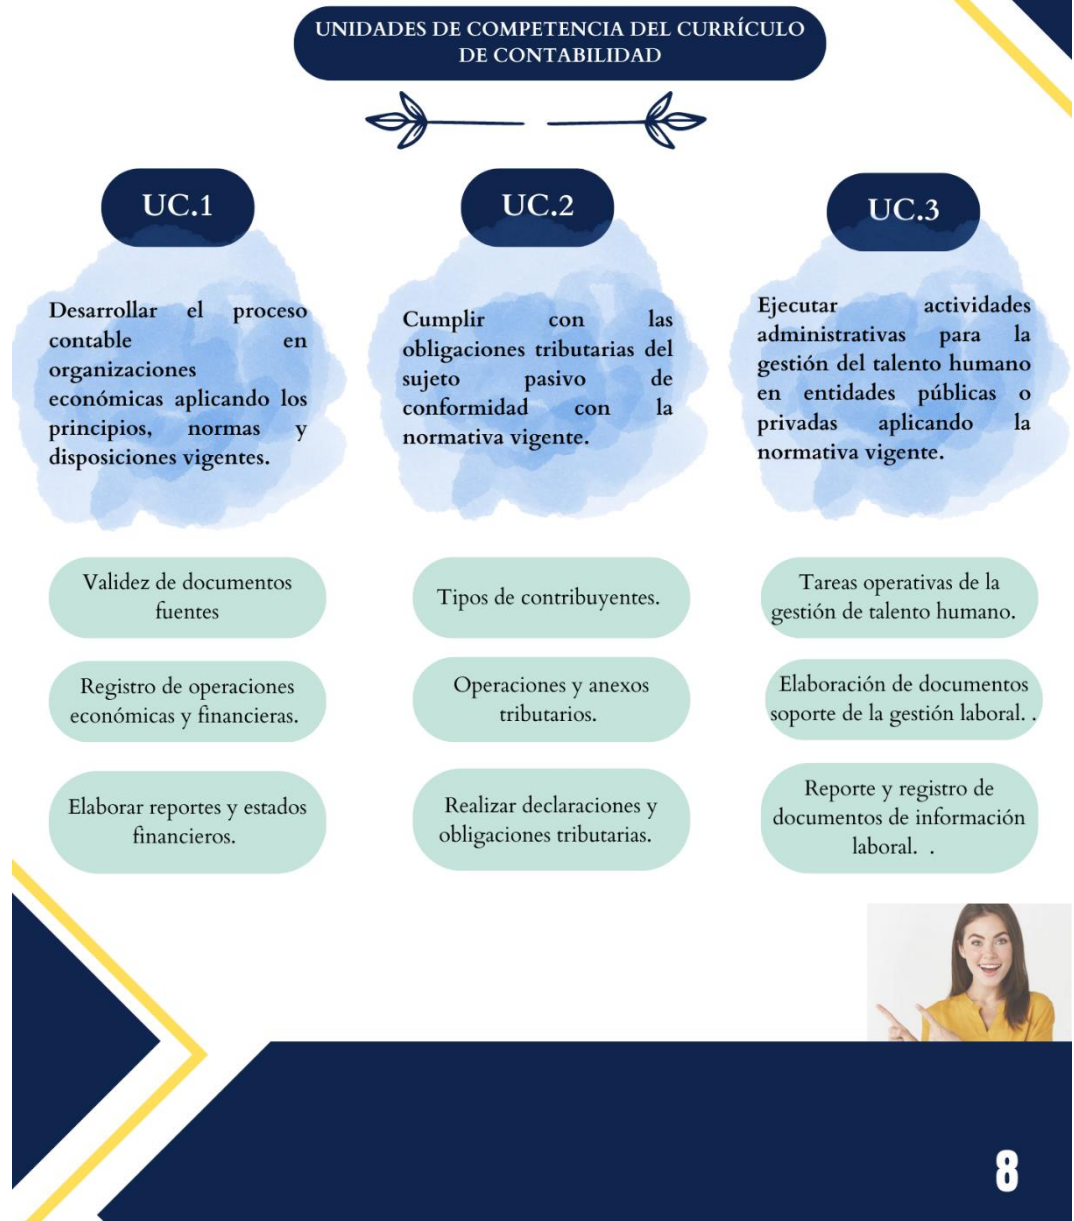 UNIDADES DE COMPETENCIA DEL CURRÍCULO
DE CONTABILIDAD
UC.1
Desarrollar el proceso
contable en
organizaciones
económicas aplicando los
principios, normas y
disposiciones vigentes.
Validez de documentos
fuentes
Registro de operaciones
económicas y financieras.
Elaborar reportes y estados
financieros.
UC.2
Cumplir con las
obligaciones tributarias del
sujeto pasivo de
conformidad con la
normativa vigente.
Tipos de contribuyentes.
Operaciones y anexos
tributarios.
Realizar declaraciones y
obligaciones tributarias.
UC.3
Ejecutar actividades
administrativas para la
gestión del talento humano
en entidades públicas o
privadas aplicando la
normativa vigente.
Tareas operativas de la
gestión de talento humano.
Elaboración de documentos
soporte de la gestión laboral. .
Reporte y registro de
documentos de información
laboral. .
8